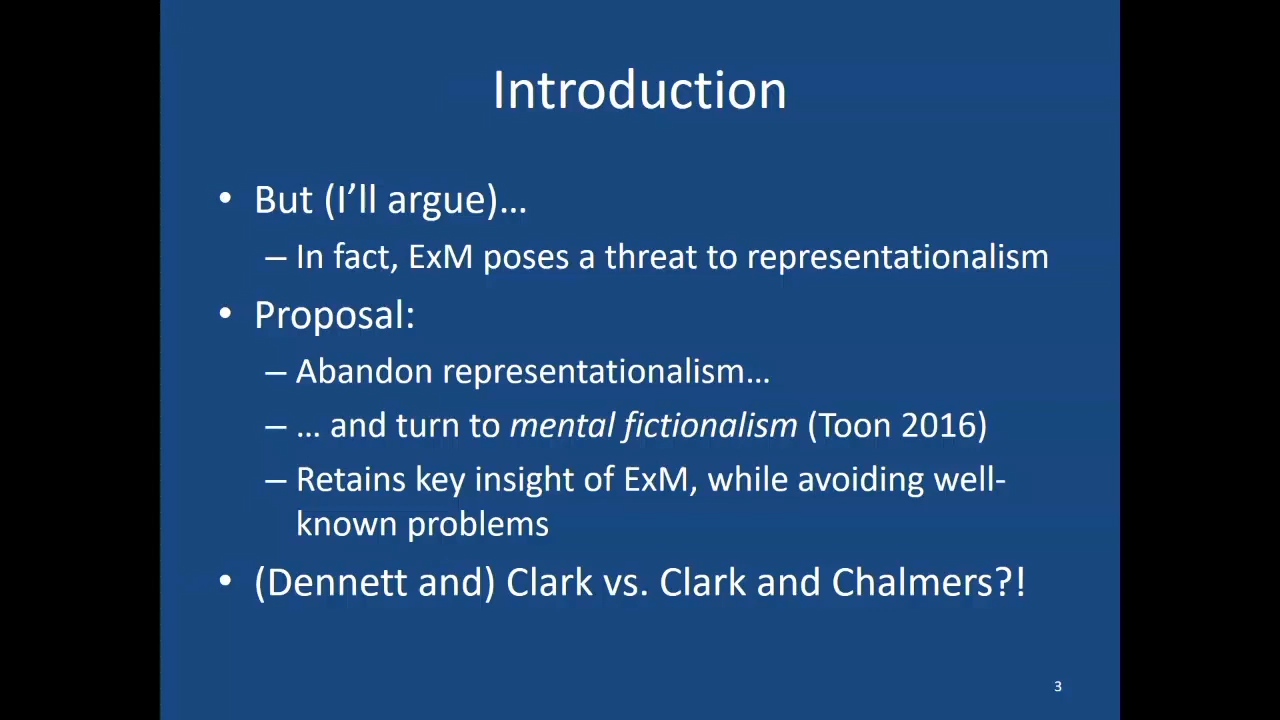 Introduction
• But (I’ll argue)…
– In fact, ExM poses a threat to representationalism
• Proposal:
– Abandon representationalism…
– … and turn to mental fictionalism (Toon 2016)
– Retains key insight of ExM, while avoiding well-
known problems
• (Dennett and) Clark vs. Clark and Chalmers?!
3